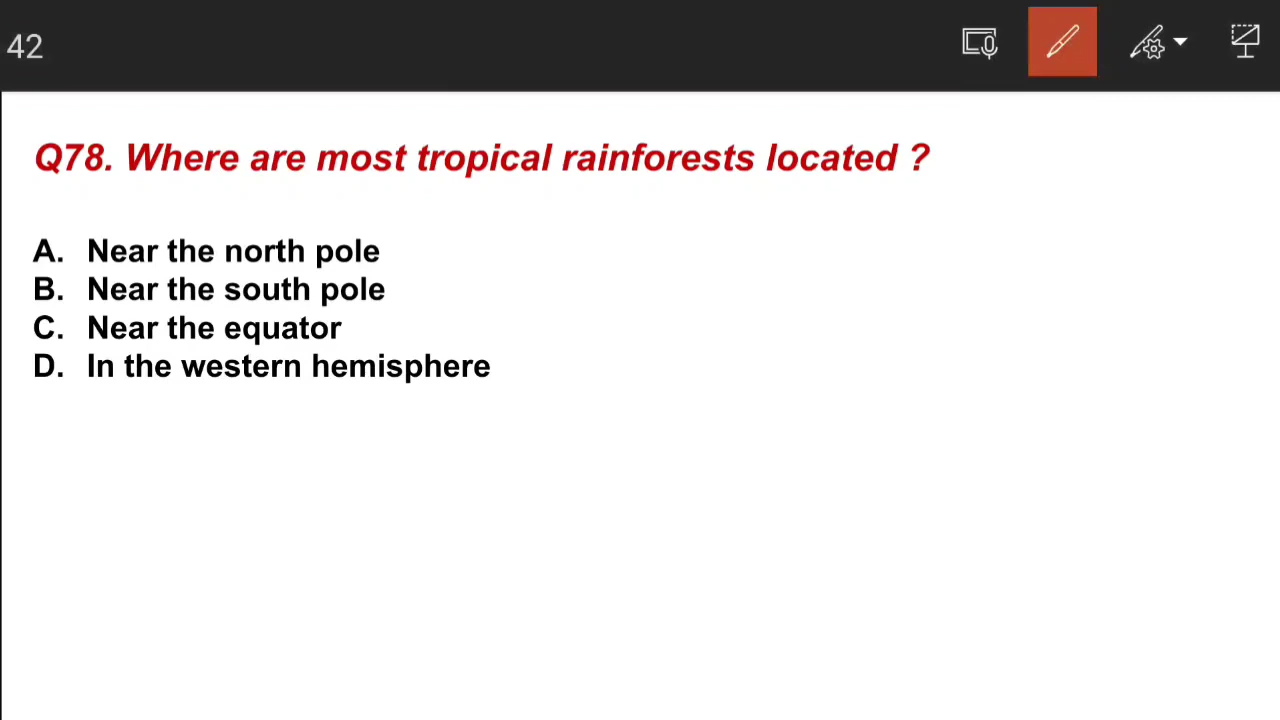 42
Q78. Where are most tropical rainforests located ?
A. Near the north pole
B. Near the south pole
C. Near the equator
D. In the western hemisphere